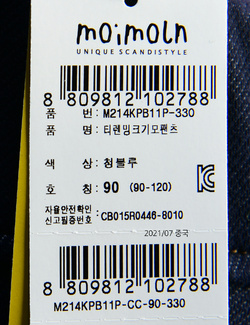 moimoln
UNIQUE SCANDISTYLE
8 809812 102788
품 번: M214KPB11P-330
품 명: 티렌밍크기모팬츠
색 상: 청블루
호 칭: 90 (90-120)
자율안전확인
신고필증번호 : CB015R0446-8010
2021/07 중국
8 809812 102788
M214KPB11P-CC-90-330